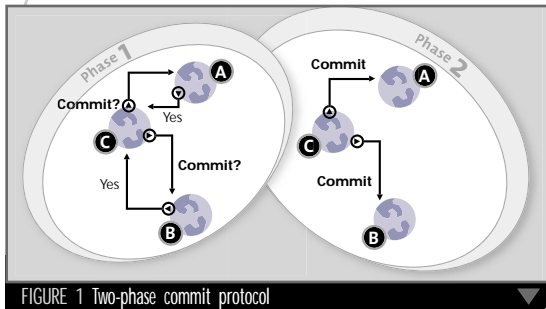 Phase 1
A
Commit?
Yes
C
Commit?
Yes
B
Phase 2
Commit
A
C
Commit
B
FIGURE 1 Two-phase commit protocol